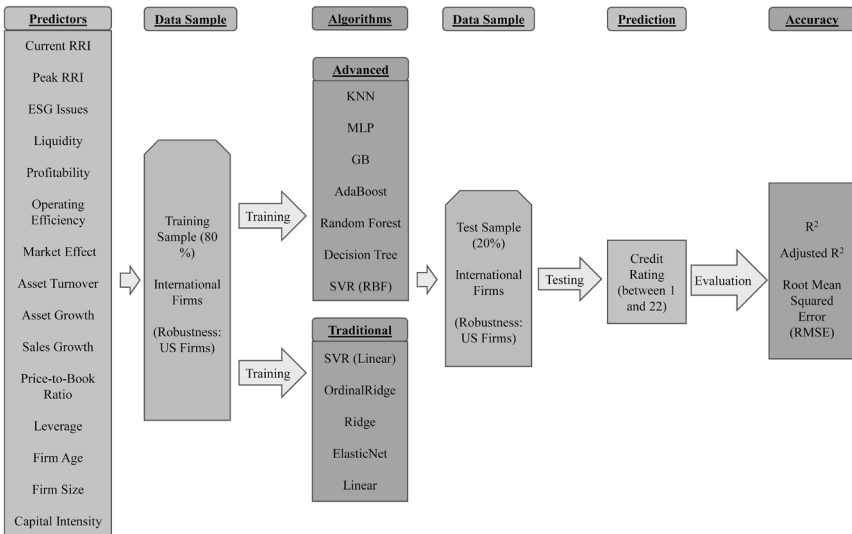 Predictors
Current RRI
Peak RRI
ESG Issues
Liquidity
Profitability
Operating
Efficiency
Market Effect
Asset Turnover
Asset Growth
Sales Growth
Price-to-Book
Ratio
Leverage
Firm Age
Firm Size
Capital Intensity
Data Sample
Training
Sample (80
%)
International
Firms
(Robustness:
US Firms)
Training
Training
Algorithms
Advanced
KNN
MLP
GB
AdaBoost
Random Forest
Decision Tree
SVR (RBF)
Traditional
SVR (Linear)
OrdinalRidge
Ridge
ElasticNet
Linear
Data Sample
Test Sample
(20%)
International
Firms
(Robustness:
US Firms)
Testing
Prediction
Credit
Rating
(between 1
and 22)
Evaluation
Accuracy
R²
Adjusted R²
Root Mean
Squared
Error
(RMSE)